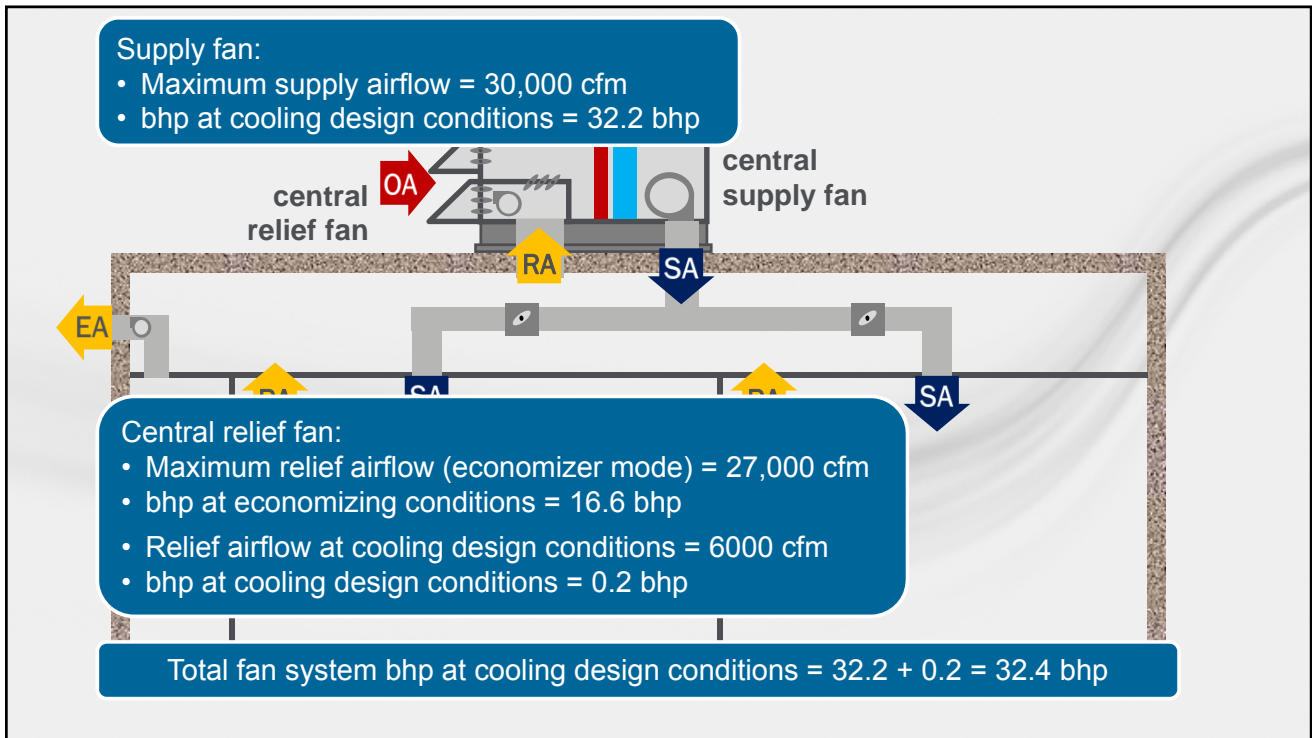 Supply fan:
• Maximum supply airflow = 30,000 cfm
• bhp at cooling design conditions = 32.2 bhp
central
supply fan
OA
central
relief fan
RA
SA
EA
SA
Central relief fan:
• Maximum relief airflow (economizer mode) = 27,000 cfm
• bhp at economizing conditions = 16.6 bhp
• Relief airflow at cooling design conditions = 6000 cfm
• bhp at cooling design conditions = 0.2 bhp
Total fan system bhp at cooling design conditions = 32.2 + 0.2 = 32.4 bhp